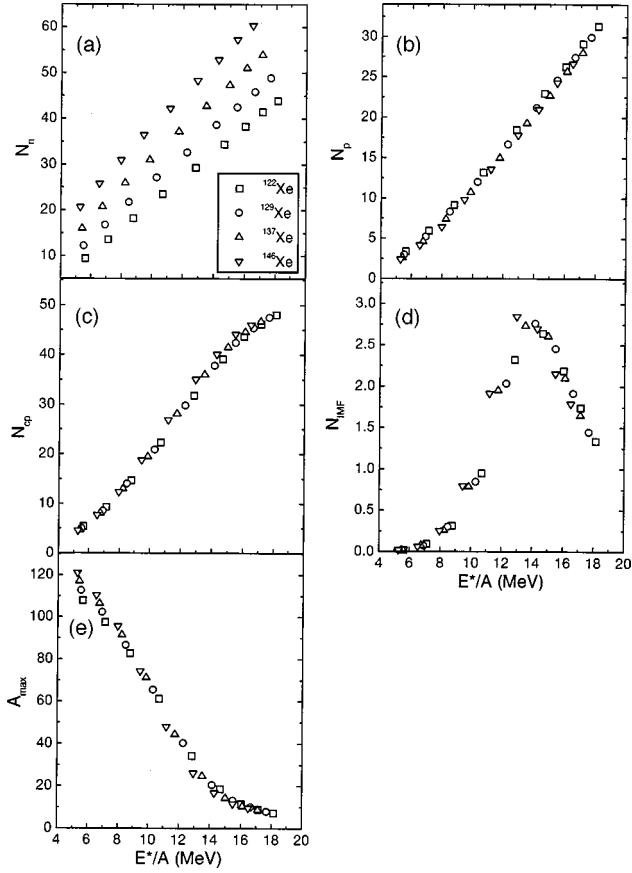 (a)
N_n
60
50
40
30
20
10
¹²²Xe
¹²⁹Xe
¹³⁷Xe
¹⁴⁶Xe
(b)
N_p
35
30
25
20
15
10
5
0
(c)
N_cp
50
40
30
20
10
0
(d)
N_IMF
3.0
2.5
2.0
1.5
1.0
0.5
0.0
4 6 8 10 12 14 16 18 20
E*/A (MeV)
(e)
A_max
120
100
80
60
40
20
0
4 6 8 10 12 14 16 18 20
E*/A (MeV)